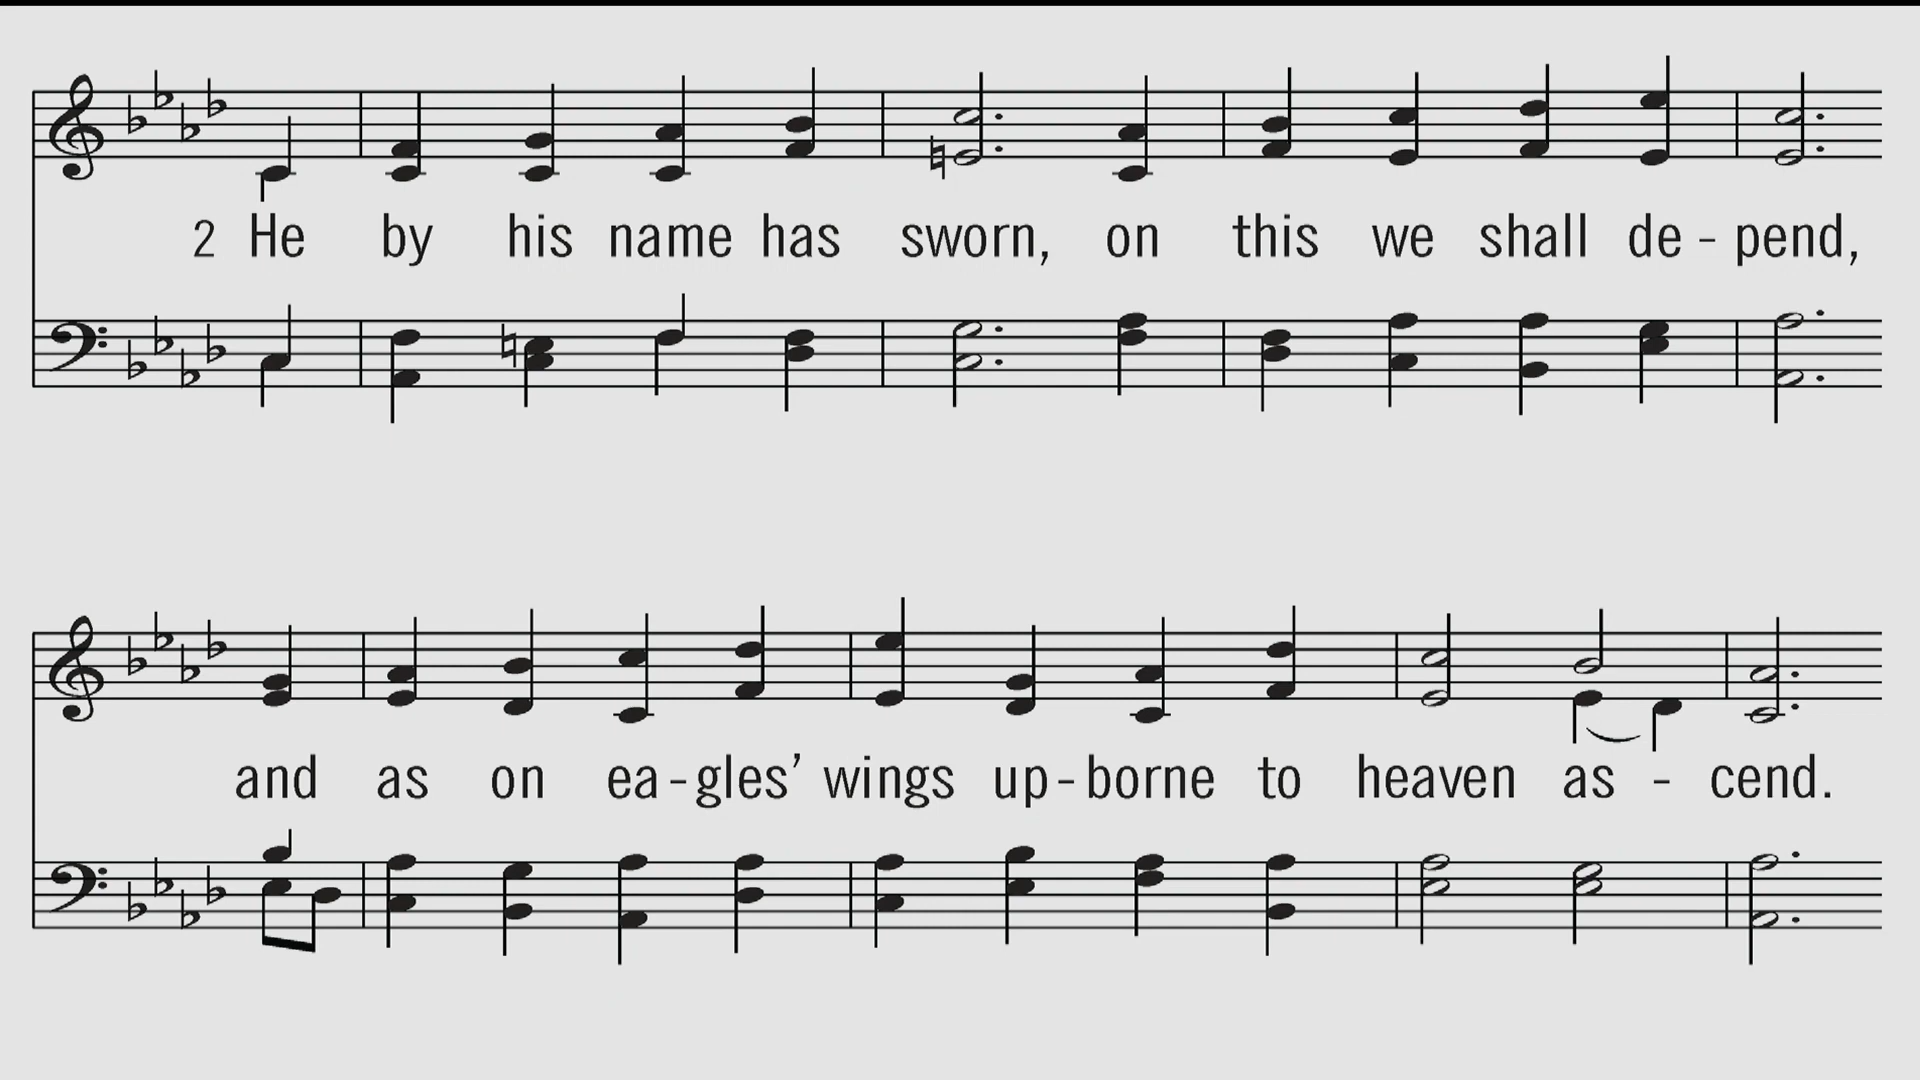 2 He by his name has sworn, on this we shall de - pend,
and as on ea - gles’ wings up - borne to heaven as - cend.